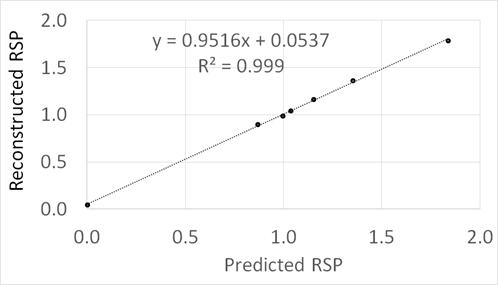 2.0
y = 0.9516x + 0.0537
R² = 0.999
1.5
1.0
0.5
0.0
Reconstructed RSP
0.0 0.5 1.0 1.5 2.0
Predicted RSP